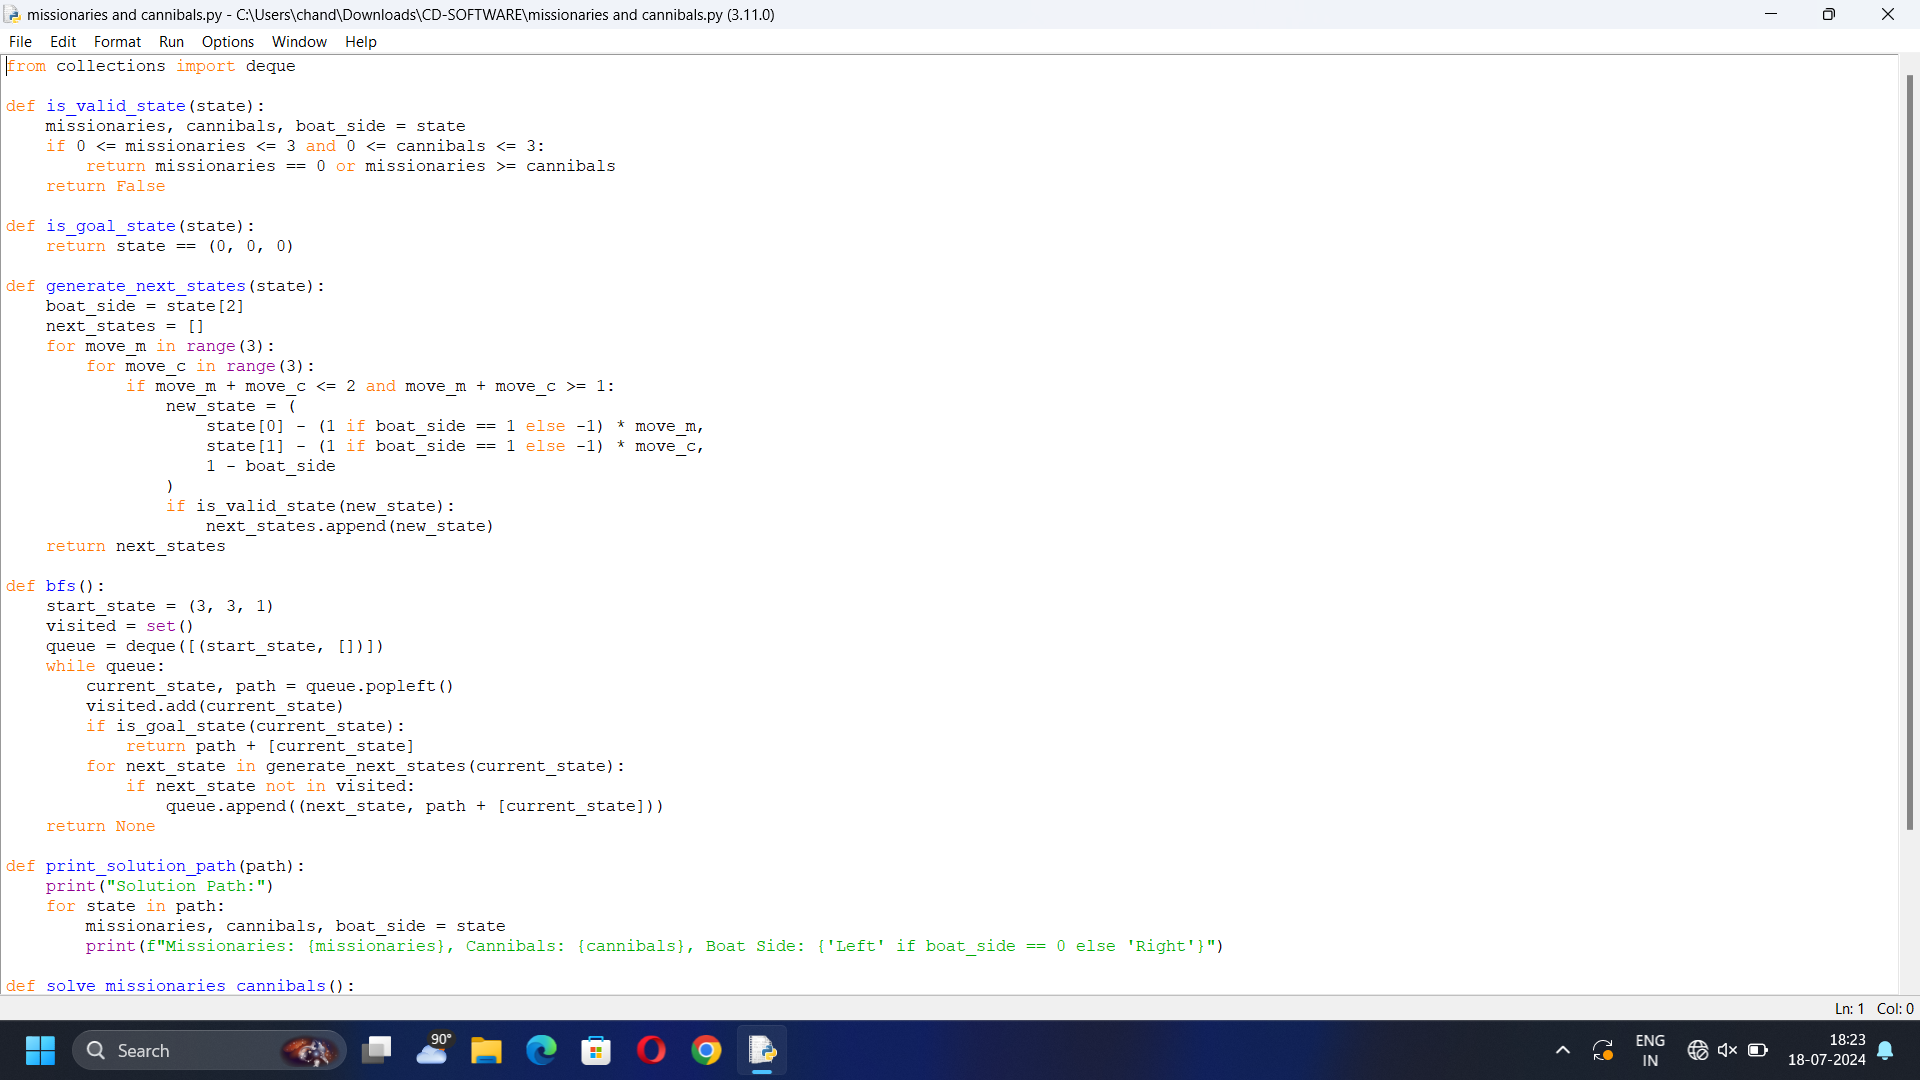 missionaries and cannibals.py - C:\Users\chand\Downloads\CD-SOFTWARE\missionaries and cannibals.py (3.11.0)
File Edit Format Run Options Window Help
from collections import deque

def is_valid_state(state):
    missionaries, cannibals, boat_side = state
    if 0 <= missionaries <= 3 and 0 <= cannibals <= 3:
        return missionaries == 0 or missionaries >= cannibals
    return False

def is_goal_state(state):
    return state == (0, 0, 0)

def generate_next_states(state):
    boat_side = state[2]
    next_states = []
    for move_m in range(3):
        for move_c in range(3):
            if move_m + move_c <= 2 and move_m + move_c >= 1:
                new_state = (
                    state[0] - (1 if boat_side == 1 else -1) * move_m,
                    state[1] - (1 if boat_side == 1 else -1) * move_c,
                    1 - boat_side
                )
                if is_valid_state(new_state):
                    next_states.append(new_state)
    return next_states

def bfs():
    start_state = (3, 3, 1)
    visited = set()
    queue = deque([(start_state, [])])
    while queue:
        current_state, path = queue.popleft()
        visited.add(current_state)
        if is_goal_state(current_state):
            return path + [current_state]
        for next_state in generate_next_states(current_state):
            if next_state not in visited:
                queue.append((next_state, path + [current_state]))
    return None

def print_solution_path(path):
    print("Solution Path:")
    for state in path:
        missionaries, cannibals, boat_side = state
        print(f"Missionaries: {missionaries}, Cannibals: {cannibals}, Boat Side: {'Left' if boat_side == 0 else 'Right'}")

def solve_missionaries_cannibals():
Ln: 1 Col: 0
Search
90°
ENG
IN
18:23
18-07-2024